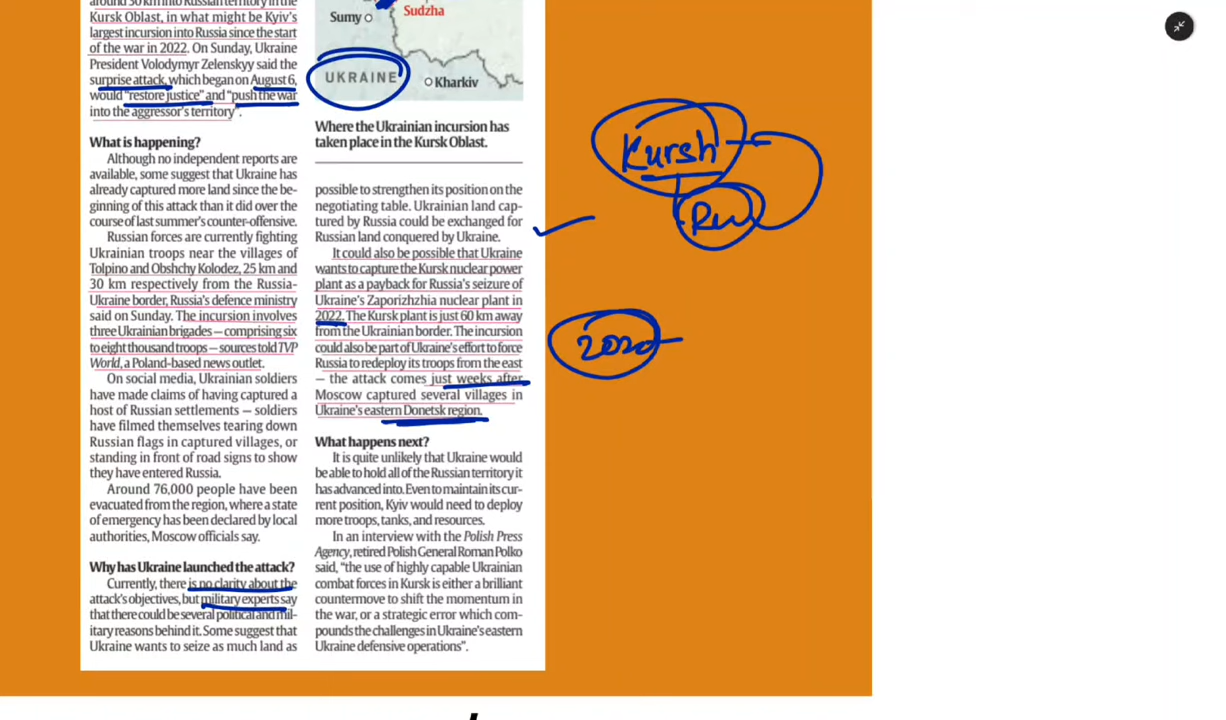 around 30 km into Russian territory in the
Kursk Oblast, in what might be Kyiv's
largest incursion into Russia since the start
of the war in 2022. On Sunday, Ukraine
President Volodymyr Zelenskyy said the
surprise attack, which began on August 6,
would "restore justice" and "push the war
into the aggressor's territory".
What is happening?
Although no independent reports are
available, some suggest that Ukraine has
already captured more land since the be-
ginning of this attack than it did over the
course of last summer's counter-offensive.
Russian forces are currently fighting
Ukrainian troops near the villages of
Tolpino and Obshchy Kolodez, 25 km and
30 km respectively from the Russia-
Ukraine border, Russia's defence ministry
said on Sunday. The incursion involves
three Ukrainian brigades — comprising six
to eight thousand troops — sources told TVP
World, a Poland-based news outlet.
On social media, Ukrainian soldiers
have made claims of having captured a
host of Russian settlements — soldiers
have filmed themselves tearing down
Russian flags in captured villages, or
standing in front of road signs to show
they have entered Russia.
Around 76,000 people have been
evacuated from the region, where a state
of emergency has been declared by local
authorities, Moscow officials say.
Why has Ukraine launched the attack?
Currently, there is no clarity about the
attack's objectives, but military experts say
that there could be several political and mil-
itary reasons behind it. Some suggest that
Ukraine wants to seize as much land as
Sumy
Sudzha
UKRAINE
Kharkiv
Where the Ukrainian incursion has
taken place in the Kursk Oblast.
possible to strengthen its position on the
negotiating table. Ukrainian land cap-
tured by Russia could be exchanged for
Russian land conquered by Ukraine.
It could also be possible that Ukraine
wants to capture the Kursk nuclear power
plant as a payback for Russia's seizure of
Ukraine's Zaporizhzhia nuclear plant in
2022. The Kursk plant is just 60 km away
from the Ukrainian border. The incursion
could also be part of Ukraine's effort to force
Russia to redeploy its troops from the east
— the attack comes just weeks after
Moscow captured several villages in
Ukraine's eastern Donetsk region.
What happens next?
It is quite unlikely that Ukraine would
be able to hold all of the Russian territory it
has advanced into. Even to maintain its cur-
rent position, Kyiv would need to deploy
more troops, tanks, and resources.
In an interview with the Polish Press
Agency, retired Polish General Roman Polko
said, "the use of highly capable Ukrainian
combat forces in Kursk is either a brilliant
countermove to shift the momentum in
the war, or a strategic error which com-
pounds the challenges in Ukraine's eastern
Ukraine defensive operations".
Kursh